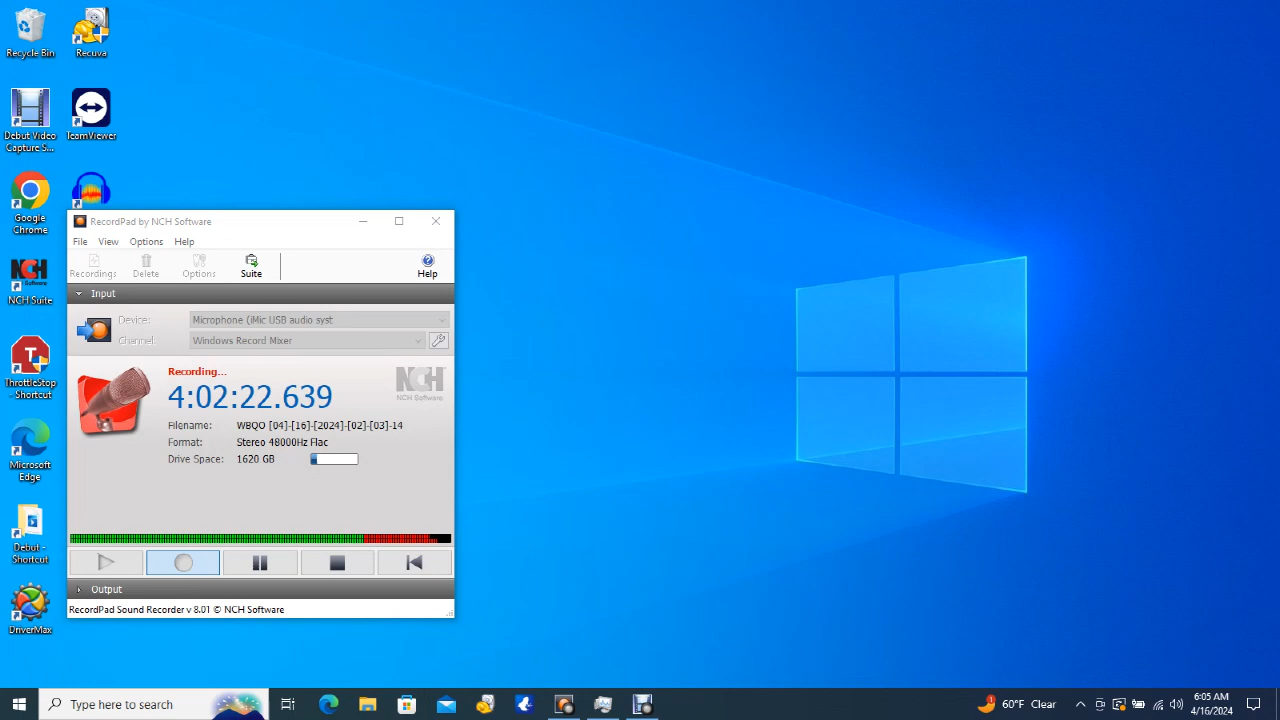 Recycle Bin
Recuva
Debut Video
Capture S...
TeamViewer
Google
Chrome
NCH
Software
NCH Suite
ThrottleStop
- Shortcut
Microsoft
Edge
Debut -
Shortcut
DriverMax
RecordPad by NCH Software
File View Options Help
Recordings Delete Options Suite Help
Input
Device: Microphone (iMic USB audio syst
Channel: Windows Record Mixer
Recording...
4:02:22.639
NCH
NCH Software
Filename: WBQO [04]-[16]-[2024]-[02]-[03]-14
Format: Stereo 48000Hz Flac
Drive Space: 1620 GB
Output
RecordPad Sound Recorder v 8.01 © NCH Software
Type here to search
1
60°F Clear
6:05 AM
4/16/2024